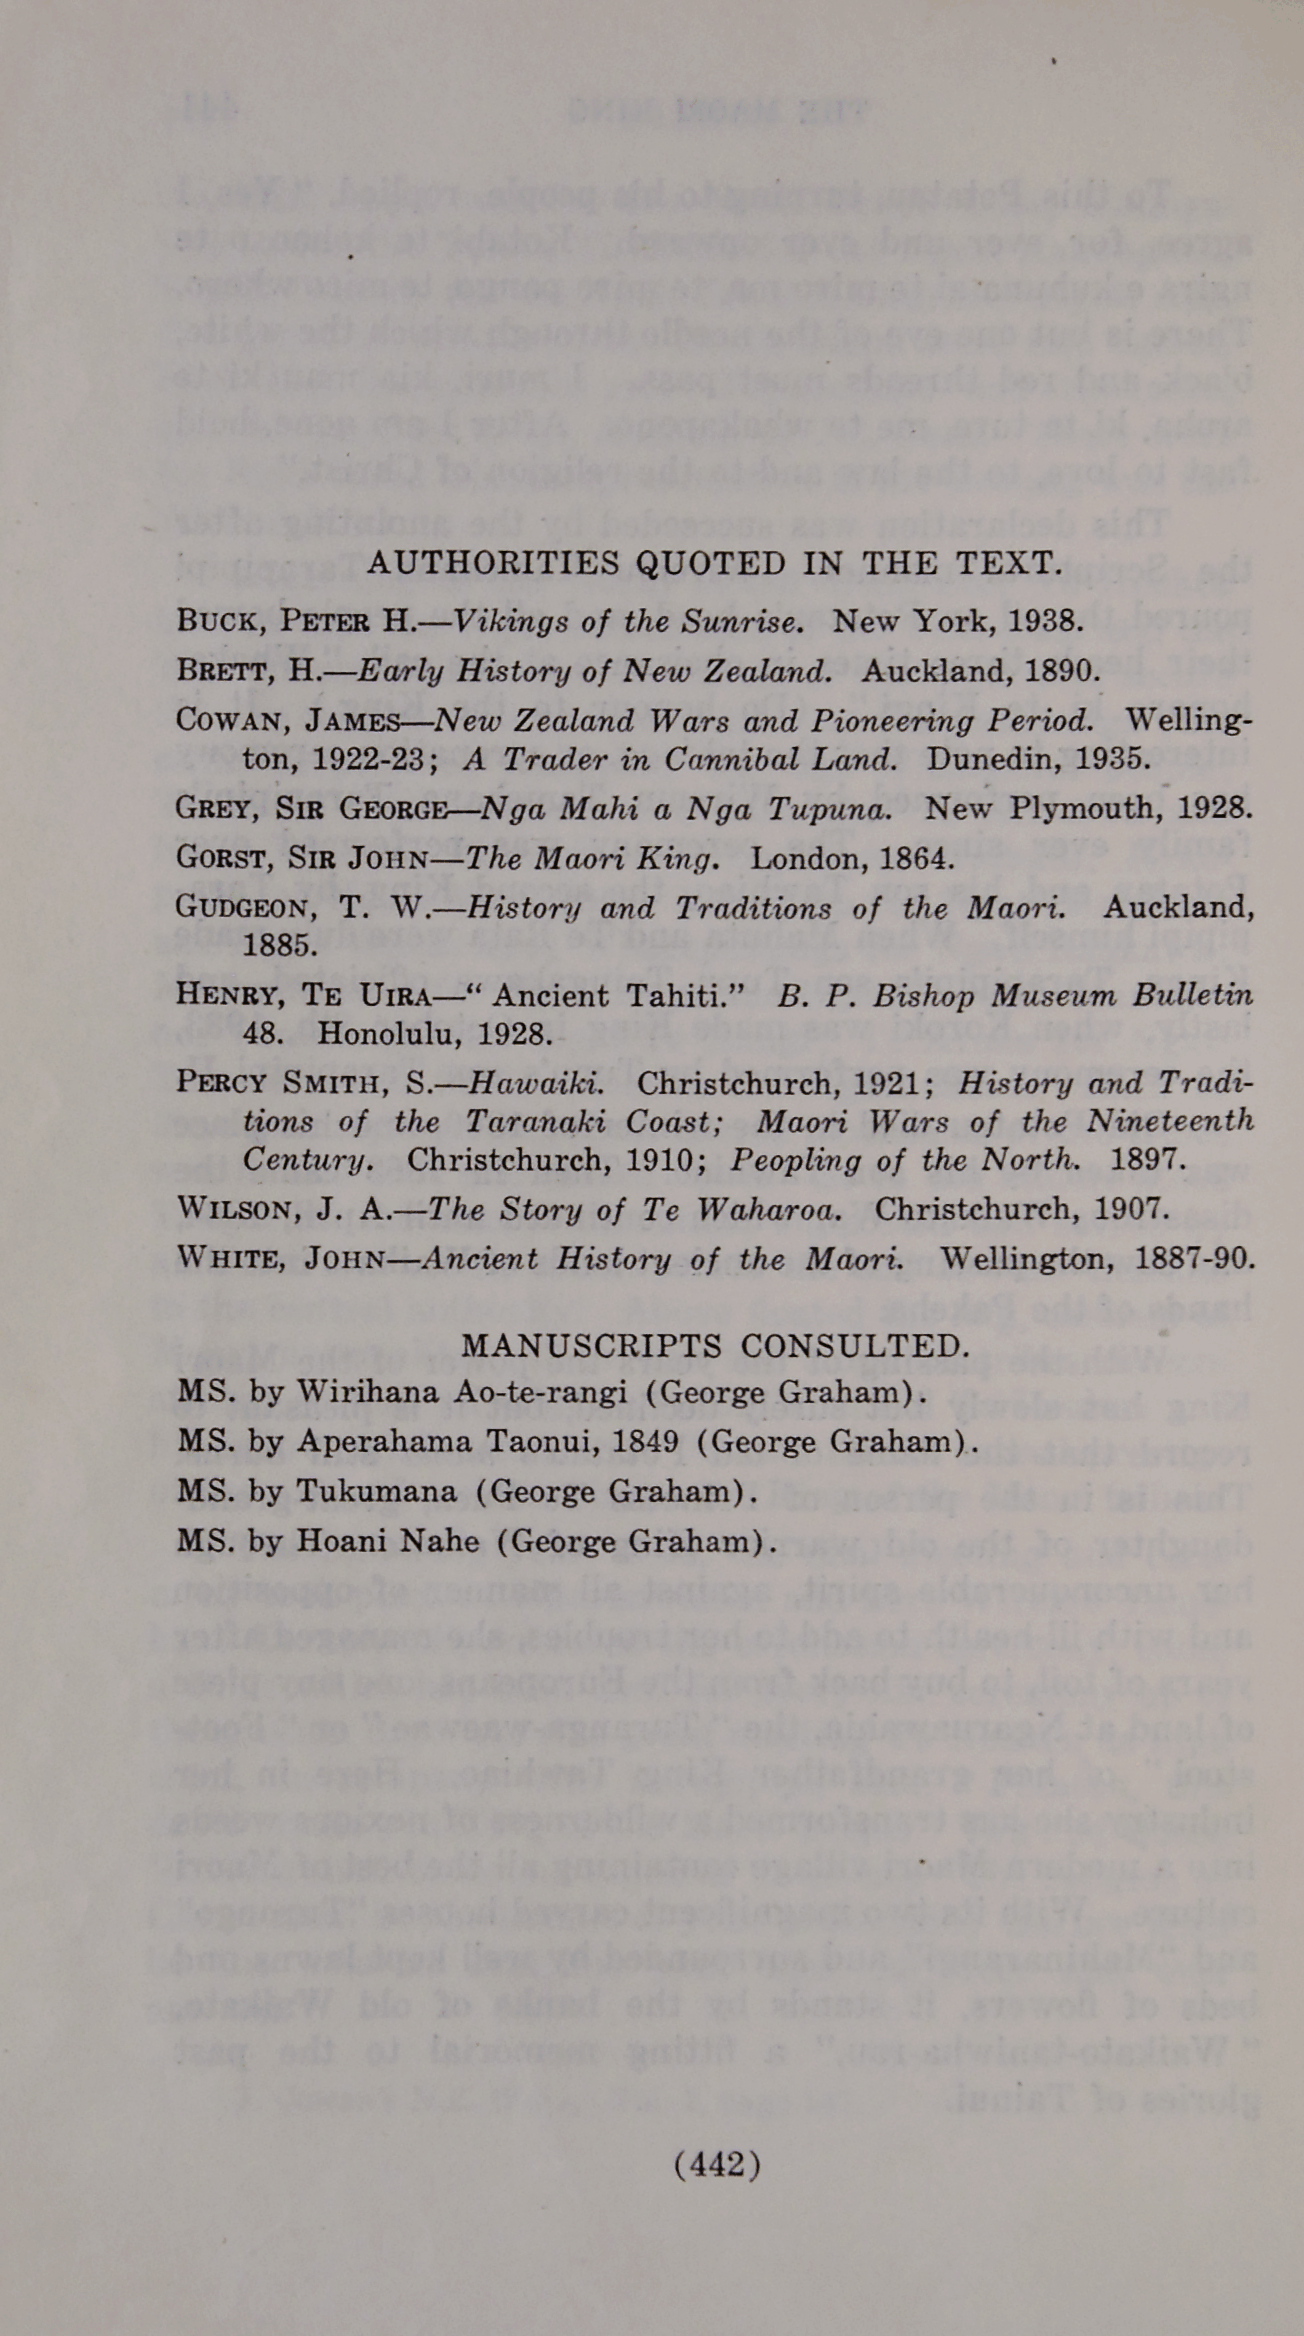 AUTHORITIES QUOTED IN THE TEXT.
BUCK, PETER H.—Vikings of the Sunrise. New York, 1938.
BRETT, H.—Early History of New Zealand. Auckland, 1890.
COWAN, JAMES—New Zealand Wars and Pioneering Period. Welling-
ton, 1922-23; A Trader in Cannibal Land. Dunedin, 1935.
GREY, SIR GEORGE—Nga Mahi a Nga Tupuna. New Plymouth, 1928.
GORST, SIR JOHN—The Maori King. London, 1864.
GUDGEON, T. W.—History and Traditions of the Maori. Auckland,
1885.
HENRY, TE UIRA—“Ancient Tahiti.” B. P. Bishop Museum Bulletin
48. Honolulu, 1928.
PERCY SMITH, S.—Hawaiki. Christchurch, 1921; History and Tradi-
tions of the Taranaki Coast; Maori Wars of the Nineteenth
Century. Christchurch, 1910; Peopling of the North. 1897.
WILSON, J. A.—The Story of Te Waharoa. Christchurch, 1907.
WHITE, JOHN—Ancient History of the Maori. Wellington, 1887-90.
MANUSCRIPTS CONSULTED.
MS. by Wirihana Ao-te-rangi (George Graham).
MS. by Aperahama Taonui, 1849 (George Graham).
MS. by Tukumana (George Graham).
MS. by Hoani Nahe (George Graham).
(442)